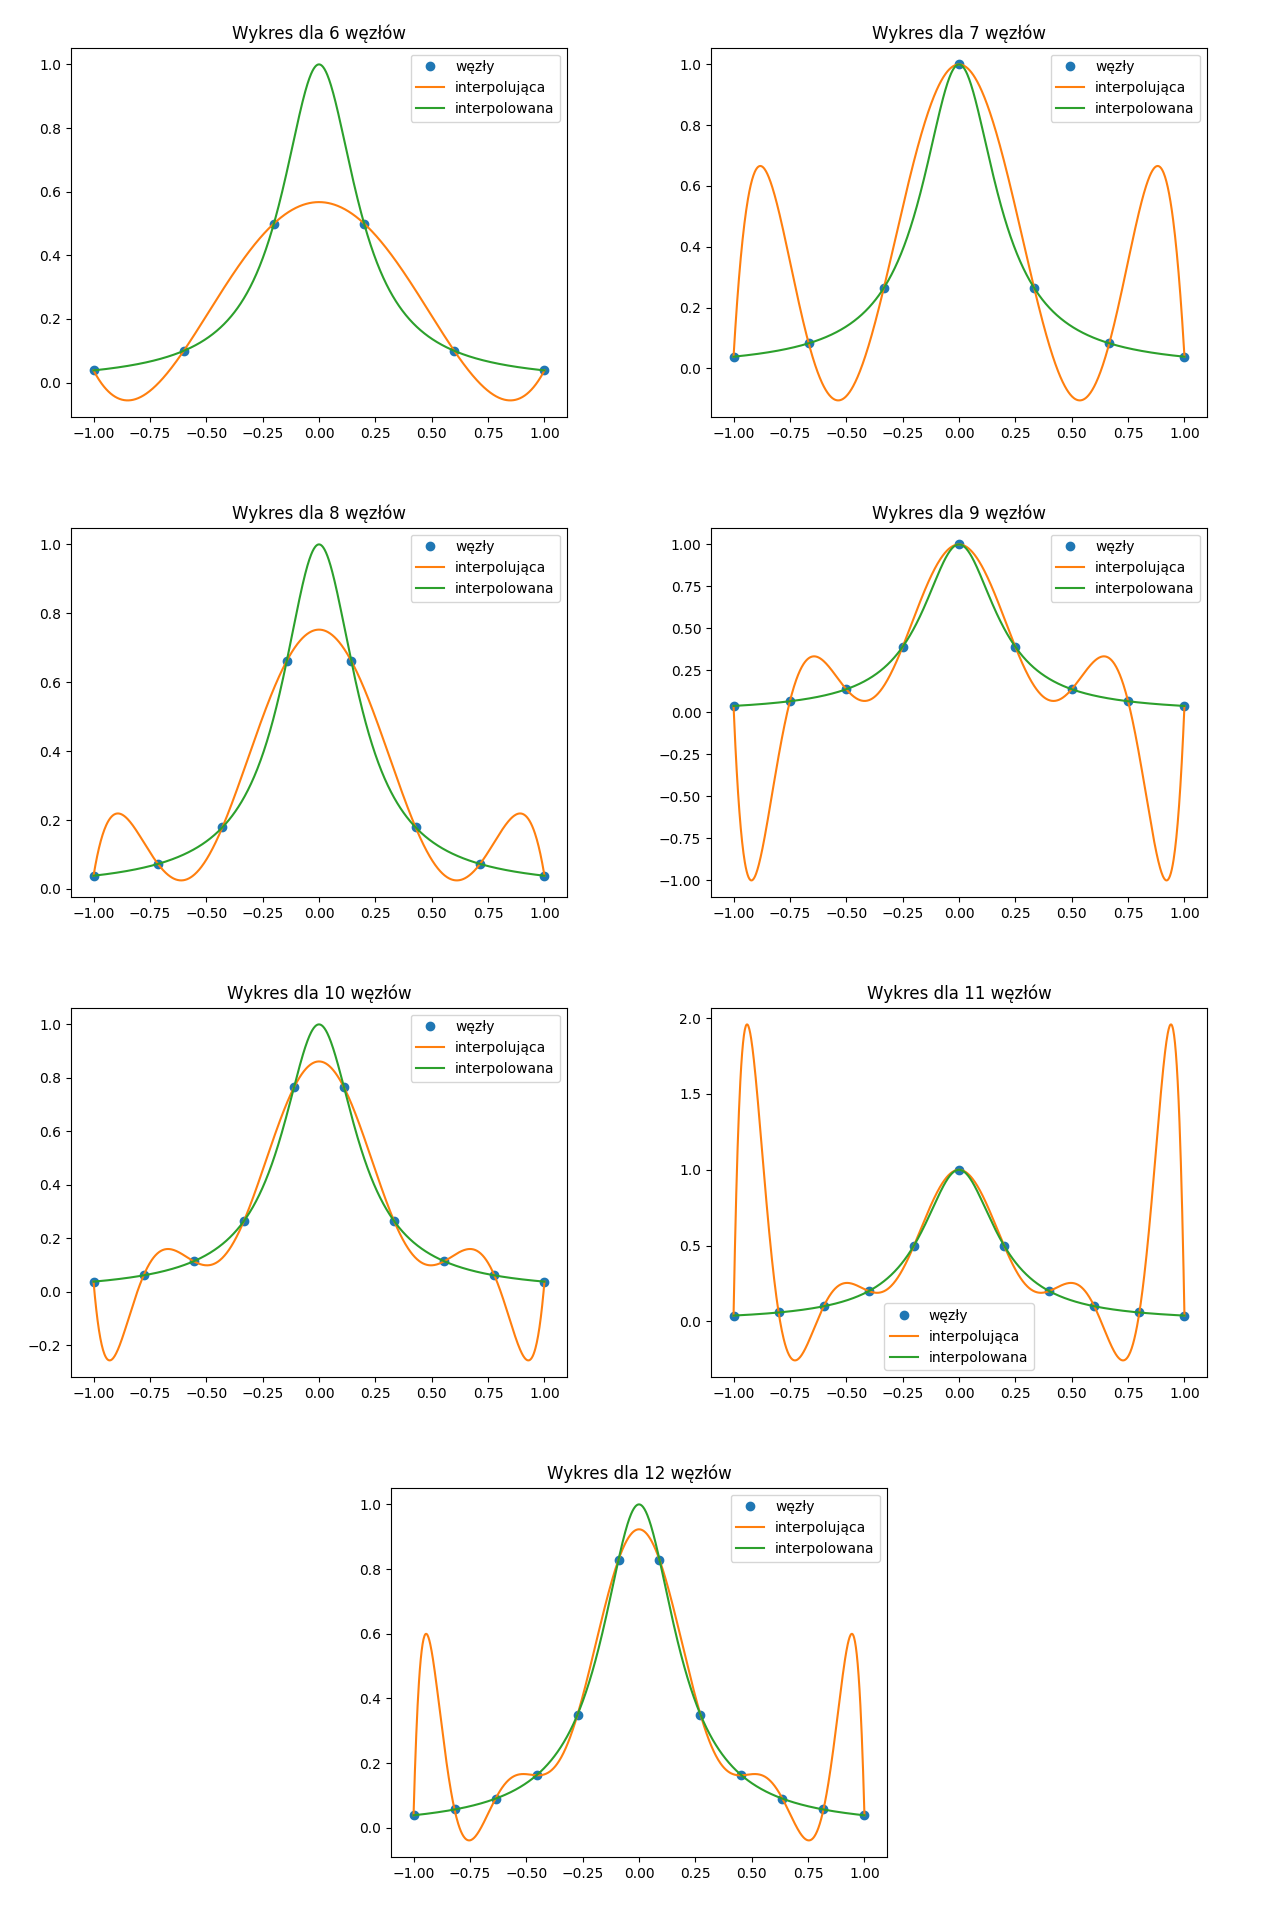 Wykres dla 6 węzłów
węzły
interpolująca
interpolowana
1.0
0.8
0.6
0.4
0.2
0.0
−1.00 −0.75 −0.50 −0.25 0.00 0.25 0.50 0.75 1.00
Wykres dla 7 węzłów
węzły
interpolująca
interpolowana
1.0
0.8
0.6
0.4
0.2
0.0
−1.00 −0.75 −0.50 −0.25 0.00 0.25 0.50 0.75 1.00
Wykres dla 8 węzłów
węzły
interpolująca
interpolowana
1.0
0.8
0.6
0.4
0.2
0.0
−1.00 −0.75 −0.50 −0.25 0.00 0.25 0.50 0.75 1.00
Wykres dla 9 węzłów
węzły
interpolująca
interpolowana
1.00
0.75
0.50
0.25
0.00
−0.25
−0.50
−0.75
−1.00
−1.00 −0.75 −0.50 −0.25 0.00 0.25 0.50 0.75 1.00
Wykres dla 10 węzłów
węzły
interpolująca
interpolowana
1.0
0.8
0.6
0.4
0.2
0.0
−0.2
−1.00 −0.75 −0.50 −0.25 0.00 0.25 0.50 0.75 1.00
Wykres dla 11 węzłów
2.0
1.5
1.0
0.5
0.0
węzły
interpolująca
interpolowana
−1.00 −0.75 −0.50 −0.25 0.00 0.25 0.50 0.75 1.00
Wykres dla 12 węzłów
węzły
interpolująca
interpolowana
1.0
0.8
0.6
0.4
0.2
0.0
−1.00 −0.75 −0.50 −0.25 0.00 0.25 0.50 0.75 1.00